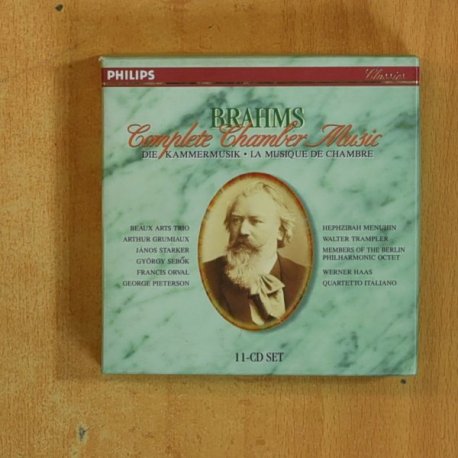 PHILIPS
Classics
BRAHMS
Complete Chamber Music
DIE KAMMERMUSIK • LA MUSIQUE DE CHAMBRE
BEAUX ARTS TRIO
ARTHUR GRUMIAUX
JÁNOS STARKER
GYÖRGY SEBŐK
FRANCIS ORVAL
GEORGE PIETERSON
HEPHZIBAH MENUHIN
WALTER TRAMPLER
MEMBERS OF THE BERLIN
PHILHARMONIC OCTET
WERNER HAAS
QUARTETTO ITALIANO
11-CD SET